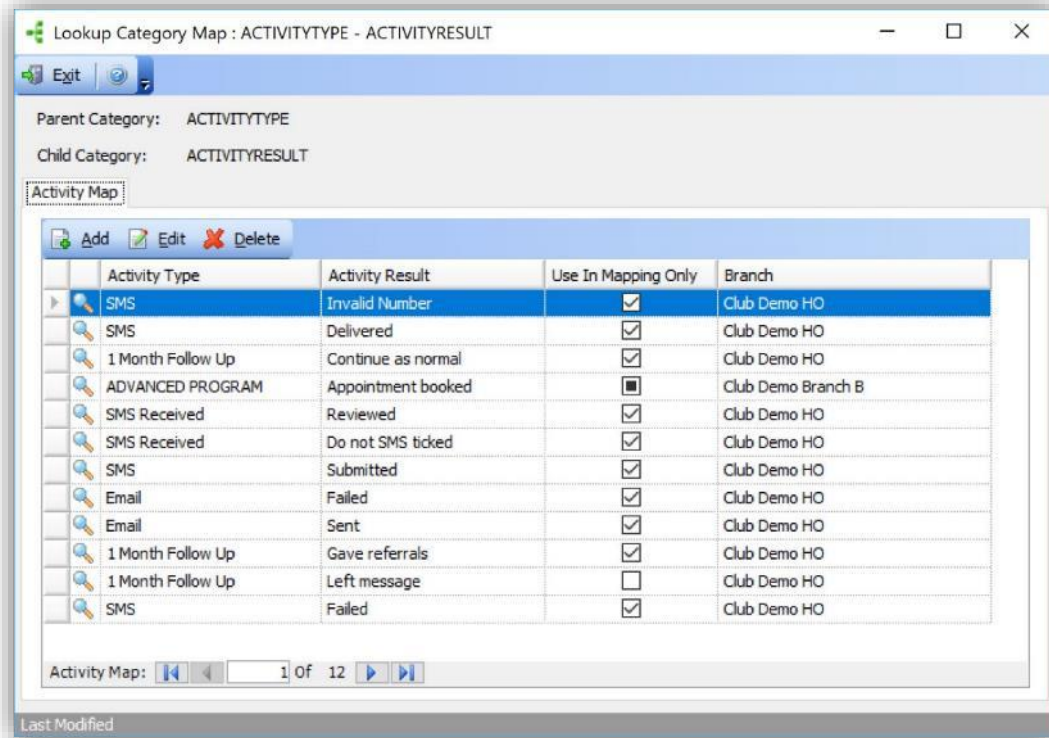 Lookup Category Map : ACTIVITYTYPE - ACTIVITYRESULT
Exit
Parent Category: ACTIVITYTYPE
Child Category: ACTIVITYRESULT
Activity Map
Add Edit Delete
Activity Type Activity Result Use In Mapping Only Branch
SMS Invalid Number Club Demo HO
SMS Delivered Club Demo HO
1 Month Follow Up Continue as normal Club Demo HO
ADVANCED PROGRAM Appointment booked Club Demo Branch B
SMS Received Reviewed Club Demo HO
SMS Received Do not SMS ticked Club Demo HO
SMS Submitted Club Demo HO
Email Failed Club Demo HO
Email Sent Club Demo HO
1 Month Follow Up Gave referrals Club Demo HO
1 Month Follow Up Left message Club Demo HO
SMS Failed Club Demo HO
Activity Map: 1 Of 12
Last Modified